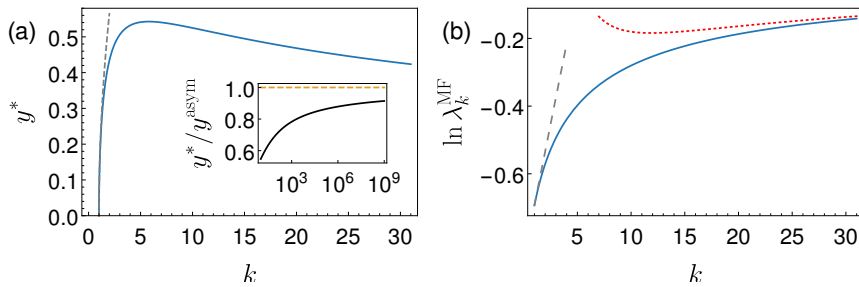 (a)
y*
0.5
0.4
0.3
0.2
0.1
0.0
0 5 10 15 20 25 30
k
y*/y^asym
1.0
0.8
0.6
10³ 10⁶ 10⁹
(b)
ln λ_k^MF
−0.2
−0.4
−0.6
5 10 15 20 25 30
k